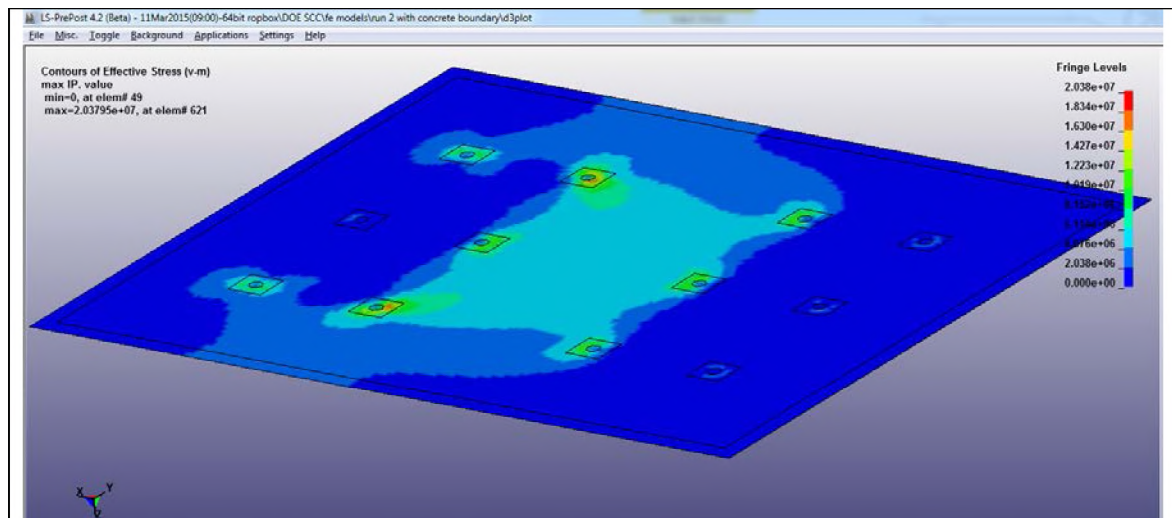 LS-PrePost 4.2 (Beta) - 11Mar2015(09:00)-64bit ropbox\DOE SCC\fe models\run 2 with concrete boundary\d3plot
File Misc. Toggle Background Applications Settings Help
Contours of Effective Stress (v-m)
max IP. value
min=0, at elem# 49
max=2.03795e+07, at elem# 621
Fringe Levels
2.038e+07
1.834e+07
1.630e+07
1.427e+07
1.223e+07
1.019e+07
2.038e+06
0.000e+00
X
Y